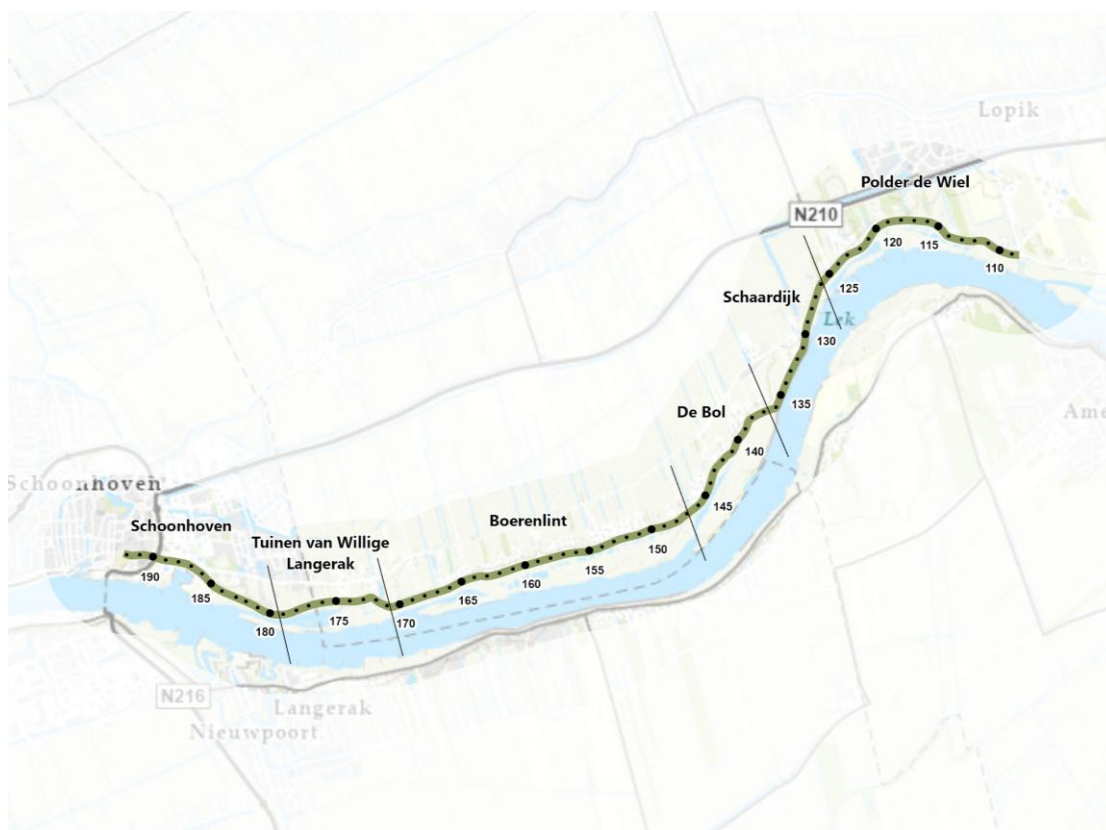 Lopik
Polder de Wiel
N210
120
115
110
125
Schaardijk
Lek
130
135
De Bol
140
145
Schoonhoven
Boerenlint
Schoonhoven
Tuinen van Willige
Langerak
150
155
160
165
170
175
180
185
190
N216
Langerak
Nieuwpoort
Ame